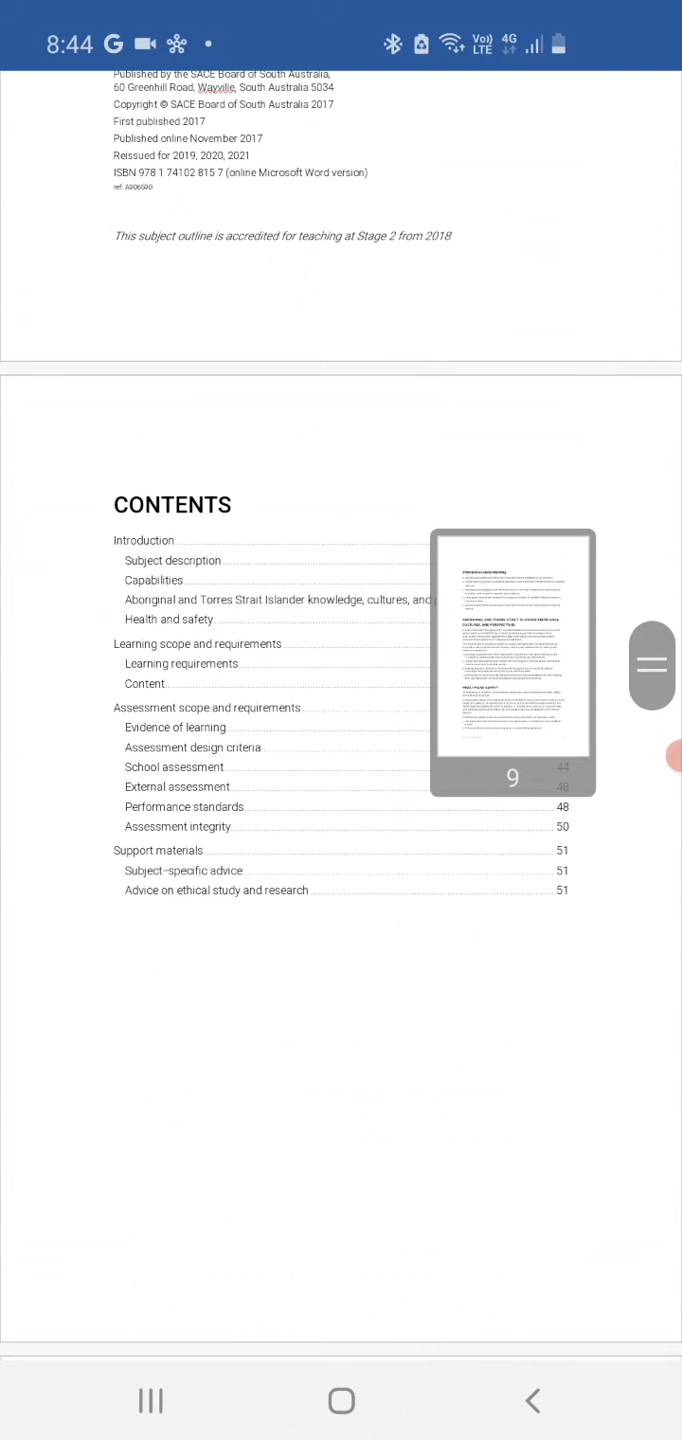 8:44
Vo)) LTE 4G
Published by the SACE Board of South Australia,
60 Greenhill Road, Wayville, South Australia 5034
Copyright © SACE Board of South Australia 2017
First published 2017
Published online November 2017
Reissued for 2019, 2020, 2021
ISBN 978 1 74102 815 7 (online Microsoft Word version)
ref: A906590
This subject outline is accredited for teaching at Stage 2 from 2018
CONTENTS
Introduction
Subject description
Capabilities
Aboriginal and Torres Strait Islander knowledge, cultures, and
Health and safety
Learning scope and requirements
Learning requirements
Content
Assessment scope and requirements
Evidence of learning
Assessment design criteria
School assessment 44
External assessment 48
Performance standards 48
Assessment integrity 50
Support materials 51
Subject-specific advice 51
Advice on ethical study and research 51
9